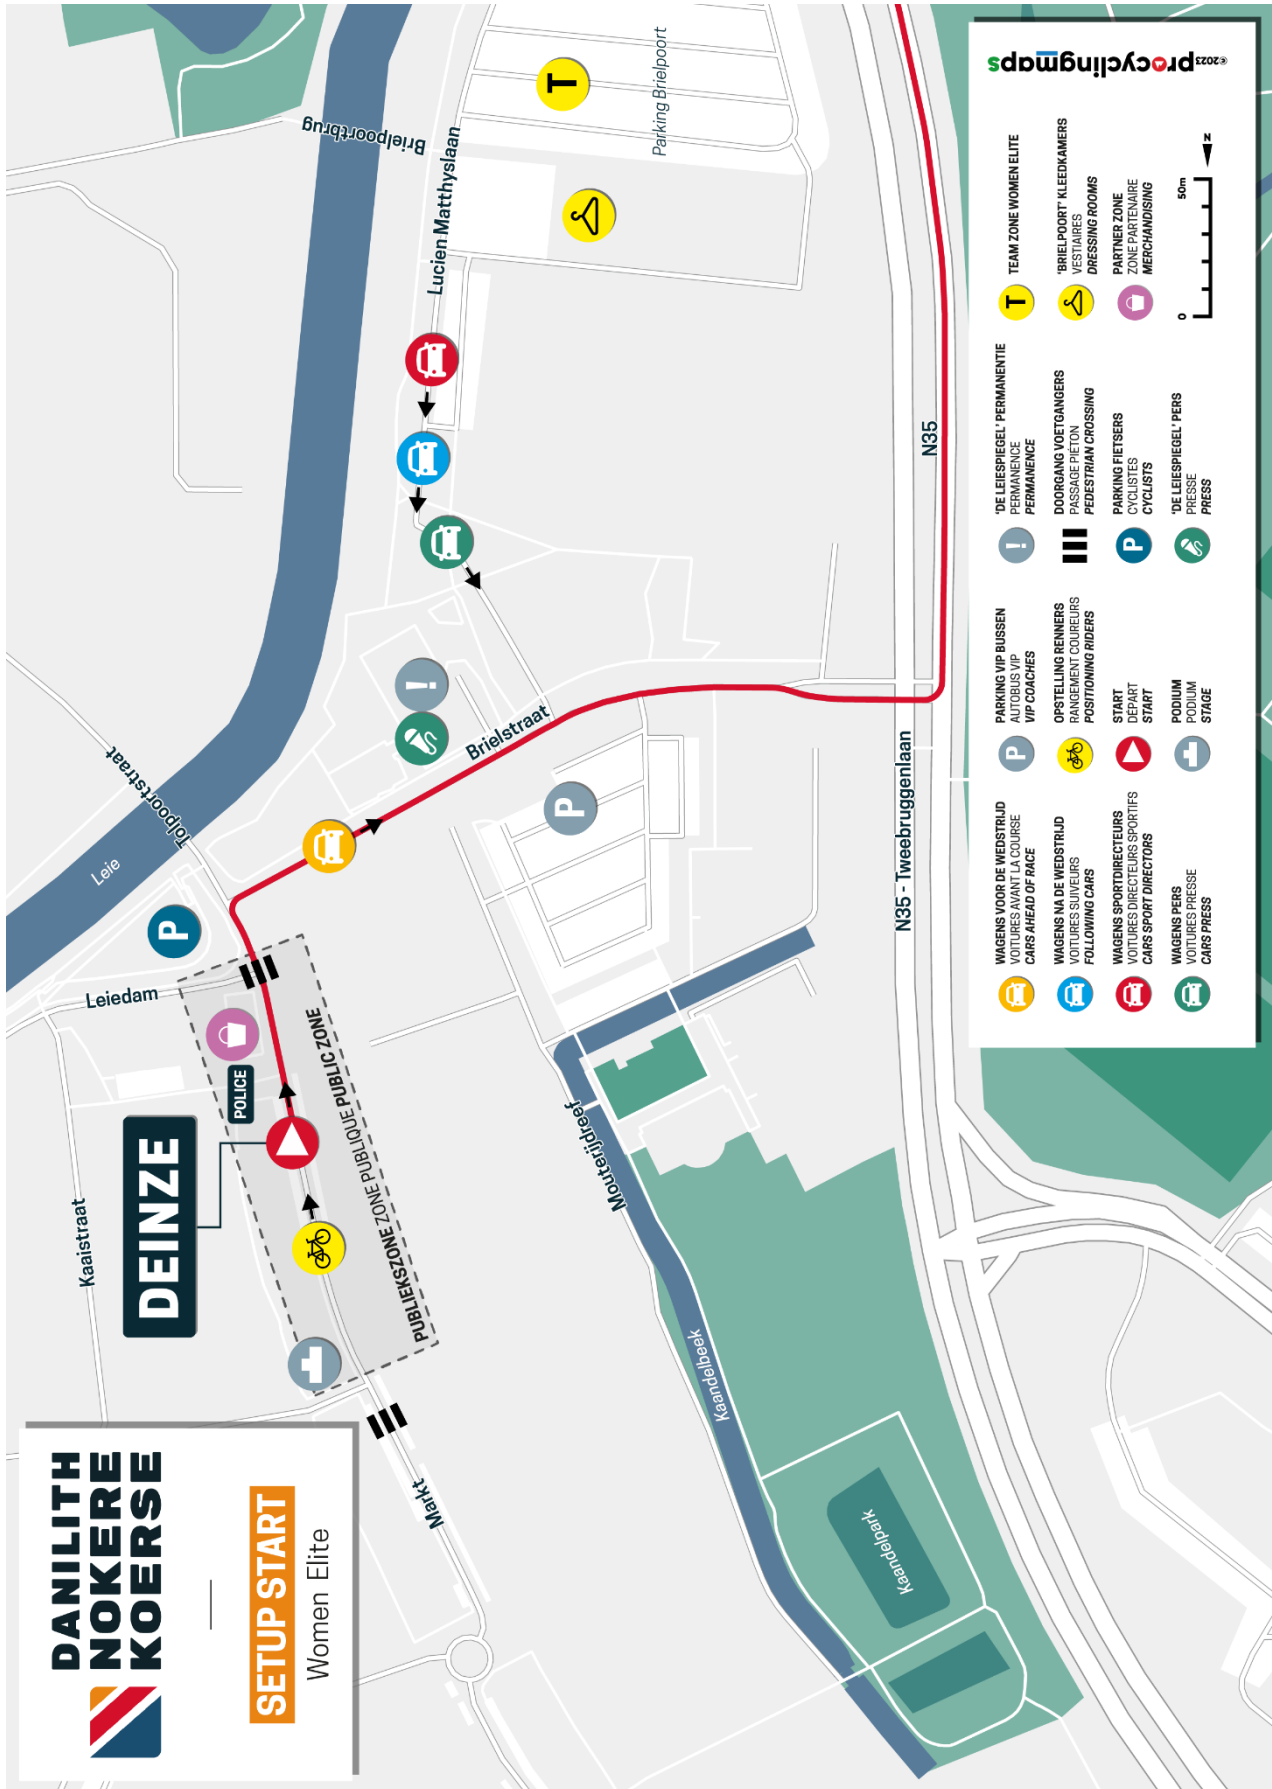 DANILITH
NOKERE
KOERSE
SETUP START
Women Elite
DEINZE
POLICE
PUBLIEKSZONE ZONE PUBLIQUE PUBLIC ZONE
Kaaistraat
Leiedam
Leie
Tolpoortstraat
Brielpoortbrug
Lucien Matthyslaan
Parking Brielpoort
T
P
!
Brielstraat
P
Markt
Mouterijdreef
Kaandelbeek
Kaandelpark
N35 - Tweebruggenlaan
N35
WAGENS VOOR DE WEDSTRIJD
VOITURES AVANT LA COURSE
CARS AHEAD OF RACE
WAGENS NA DE WEDSTRIJD
VOITURES SUIVEURS
FOLLOWING CARS
WAGENS SPORTDIRECTEURS
VOITURES DIRECTEURS SPORTIFS
CARS SPORT DIRECTORS
WAGENS PERS
VOITURES PRESSE
CARS PRESS
P
PARKING VIP BUSSEN
AUTOBUS VIP
VIP COACHES
OPSTELLING RENNERS
RANGEMENT COUREURS
POSITIONING RIDERS
START
DÉPART
START
PODIUM
PODIUM
STAGE
!
'DE LEIESPIEGEL' PERMANENTIE
PERMANENCE
PERMANENCE
DOORGANG VOETGANGERS
PASSAGE PIÉTON
PEDESTRIAN CROSSING
P
PARKING FIETSERS
CYCLISTES
CYCLISTS
'DE LEIESPIEGEL' PERS
PRESSE
PRESS
T
TEAM ZONE WOMEN ELITE
'BRIELPOORT' KLEEDKAMERS
VESTIAIRES
DRESSING ROOMS
PARTNER ZONE
ZONE PARTENAIRE
MERCHANDISING
0 50m
N
©2023 procyclingmaps